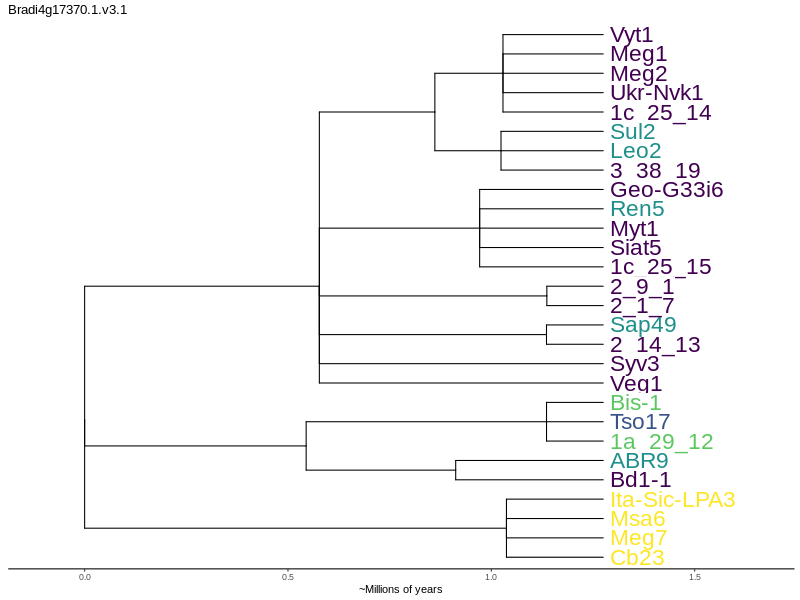 Bradi4g17370.1.v3.1
Vyt1
Meg1
Meg2
Ukr-Nvk1
1c_25_14
Sul2
Leo2
3_38_19
Geo-G33i6
Ren5
Myt1
Siat5
1c_25_15
2_9_1
2_1_7
Sap49
2_14_13
Syv3
Veg1
Bis-1
Tso17
1a_29_12
ABR9
Bd1-1
Ita-Sic-LPA3
Msa6
Meg7
Cb23
0.0 0.5 1.0 1.5
~Millions of years